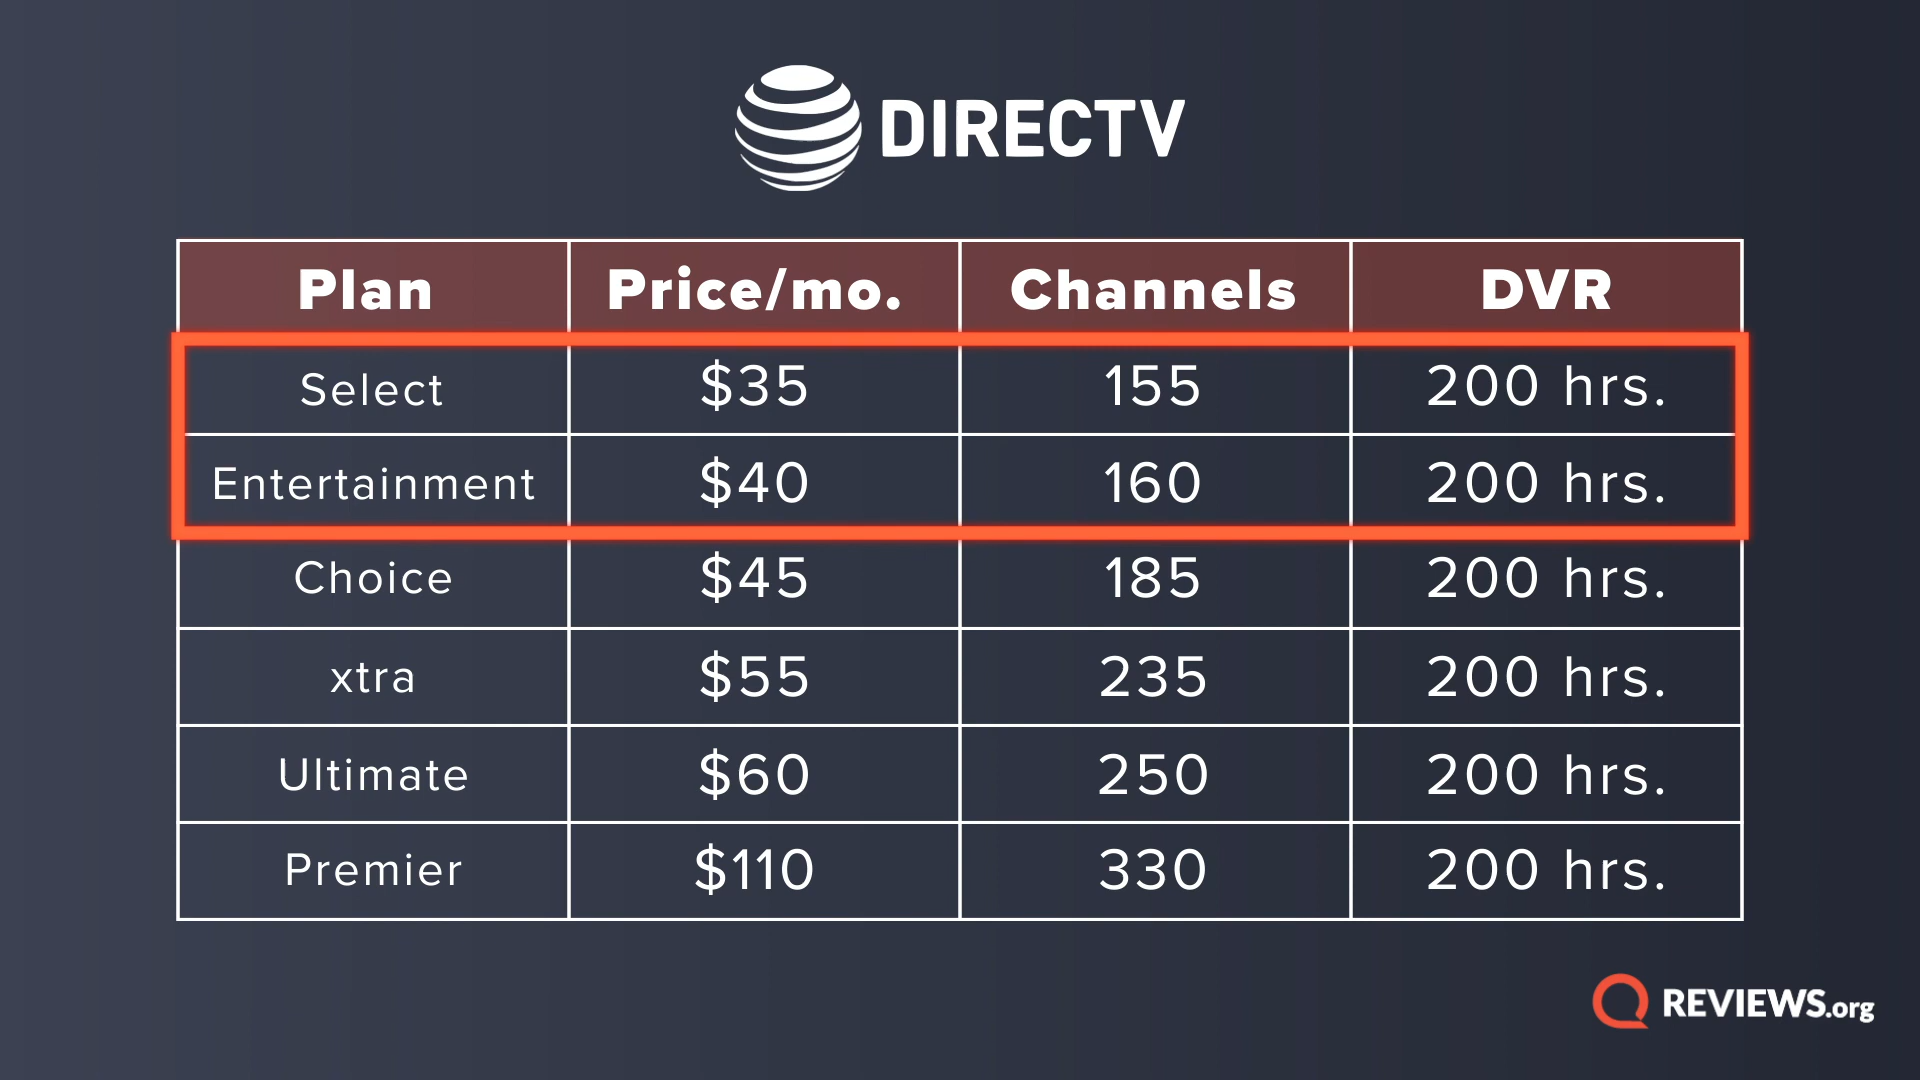 DIRECTV
Plan Price/mo. Channels DVR
Select $35 155 200 hrs.
Entertainment $40 160 200 hrs.
Choice $45 185 200 hrs.
xtra $55 235 200 hrs.
Ultimate $60 250 200 hrs.
Premier $110 330 200 hrs.
REVIEWS.org